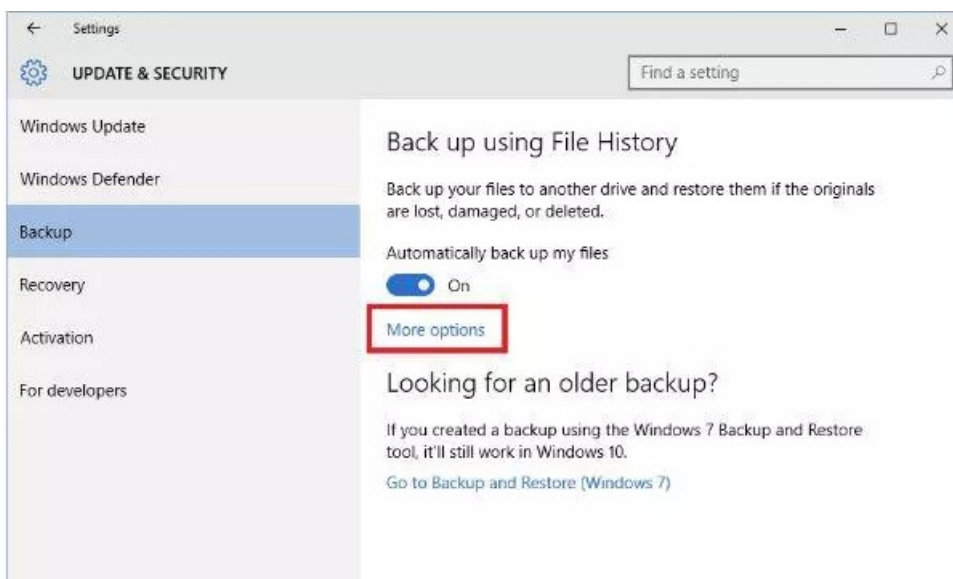 Settings
UPDATE & SECURITY
Find a setting
Windows Update
Windows Defender
Backup
Recovery
Activation
For developers
Back up using File History
Back up your files to another drive and restore them if the originals
are lost, damaged, or deleted.
Automatically back up my files
On
More options
Looking for an older backup?
If you created a backup using the Windows 7 Backup and Restore
tool, it'll still work in Windows 10.
Go to Backup and Restore (Windows 7)